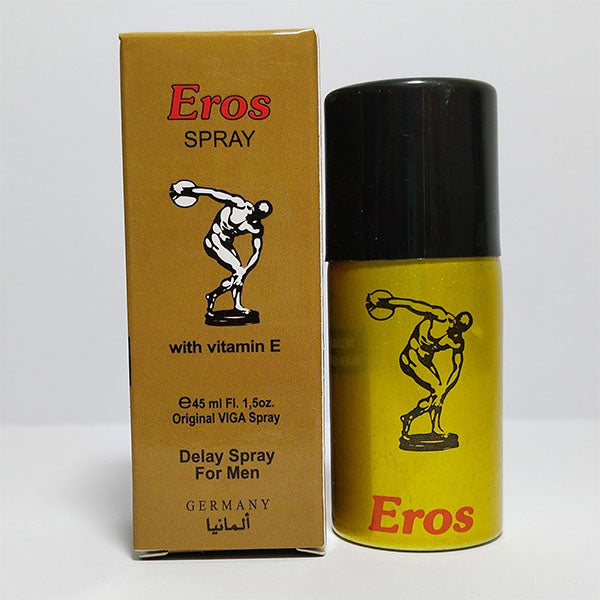 Eros
SPRAY
with vitamin E
℮45 ml Fl. 1,5oz.
Original VIGA Spray
Delay Spray
For Men
GERMANY
ألمانيا
Eros